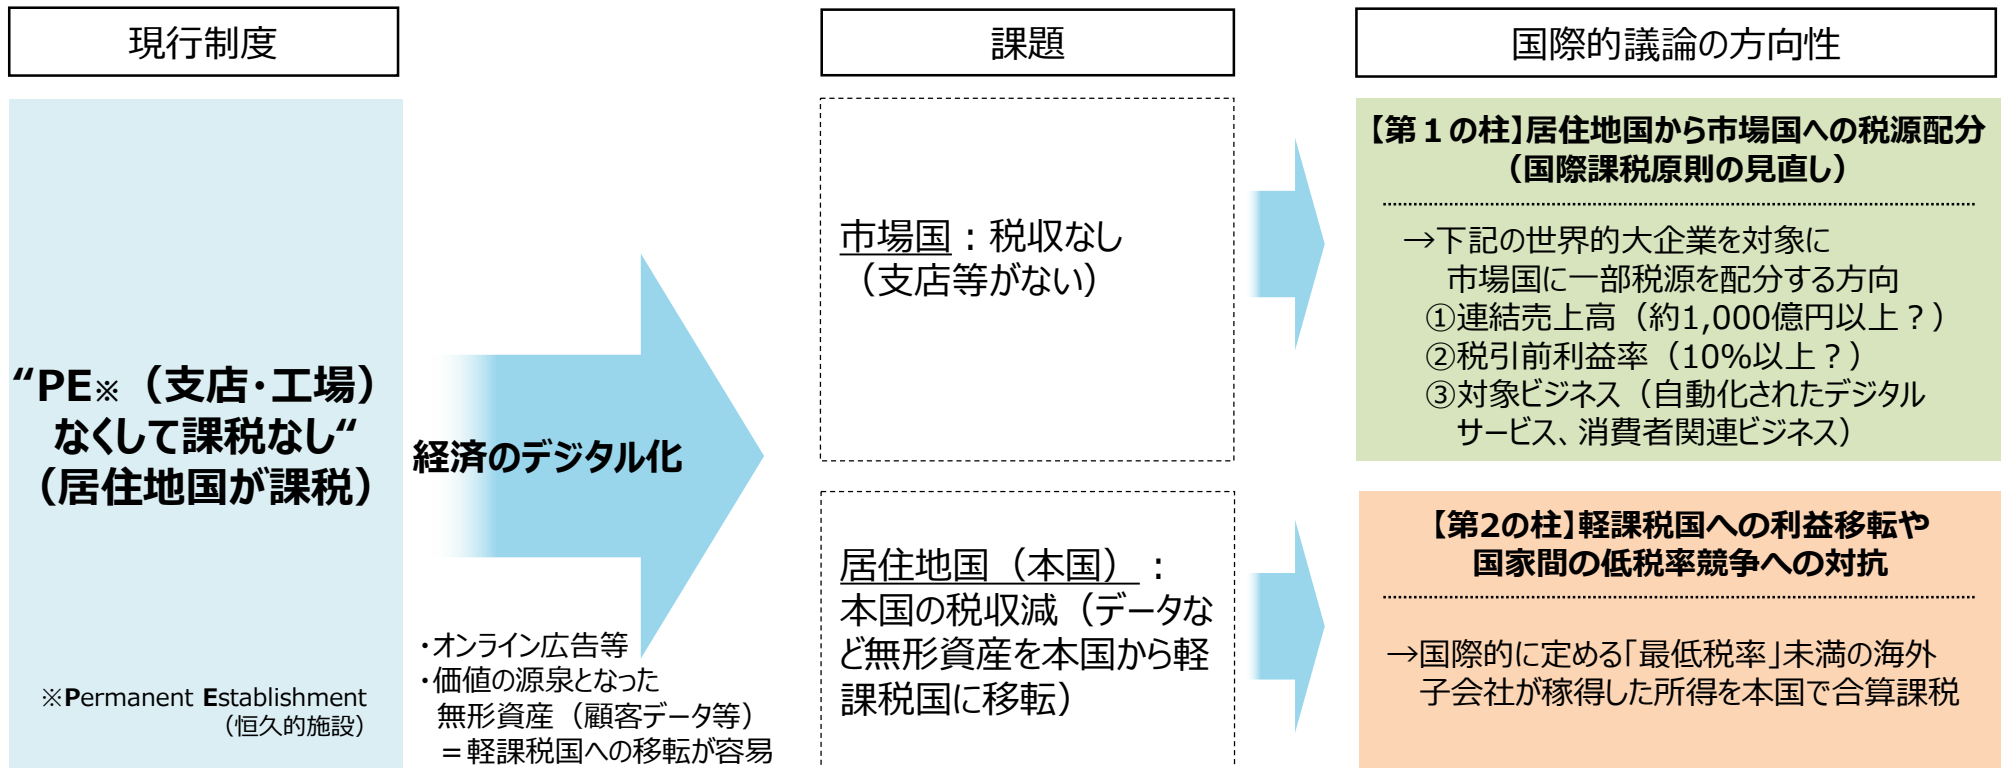 現行制度
“PE※（支店・工場）
なくして課税なし“
（居住地国が課税）
※Permanent Establishment
（恒久的施設）
経済のデジタル化
・オンライン広告等
・価値の源泉となった
無形資産（顧客データ等）
＝軽課税国への移転が容易
課題
市場国：税収なし
（支店等がない）
居住地国（本国）：
本国の税収減（データな
ど無形資産を本国から軽
課税国に移転）
国際的議論の方向性
【第１の柱】居住地国から市場国への税源配分
（国際課税原則の見直し）
→下記の世界的大企業を対象に
市場国に一部税源を配分する方向
①連結売上高（約1,000億円以上？）
②税引前利益率（10%以上？）
③対象ビジネス（自動化されたデジタル
サービス、消費者関連ビジネス）
【第2の柱】軽課税国への利益移転や
国家間の低税率競争への対抗
→国際的に定める「最低税率」未満の海外
子会社が稼得した所得を本国で合算課税